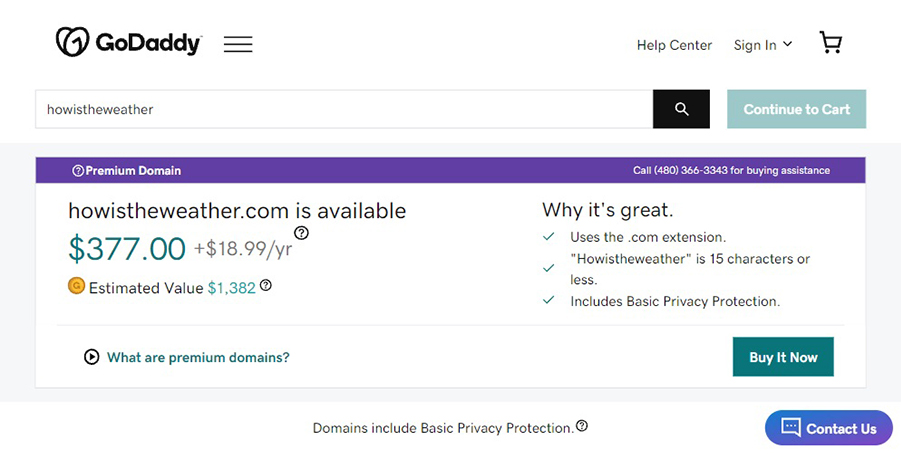 GoDaddy
Help Center
Sign In
howistheweather
Continue to Cart
Premium Domain
Call (480) 366-3343 for buying assistance
howistheweather.com is available
$377.00 +$18.99/yr
Estimated Value $1,382
What are premium domains?
Why it's great.
Uses the .com extension.
"Howistheweather" is 15 characters or
less.
Includes Basic Privacy Protection.
Buy It Now
Domains include Basic Privacy Protection.
Contact Us